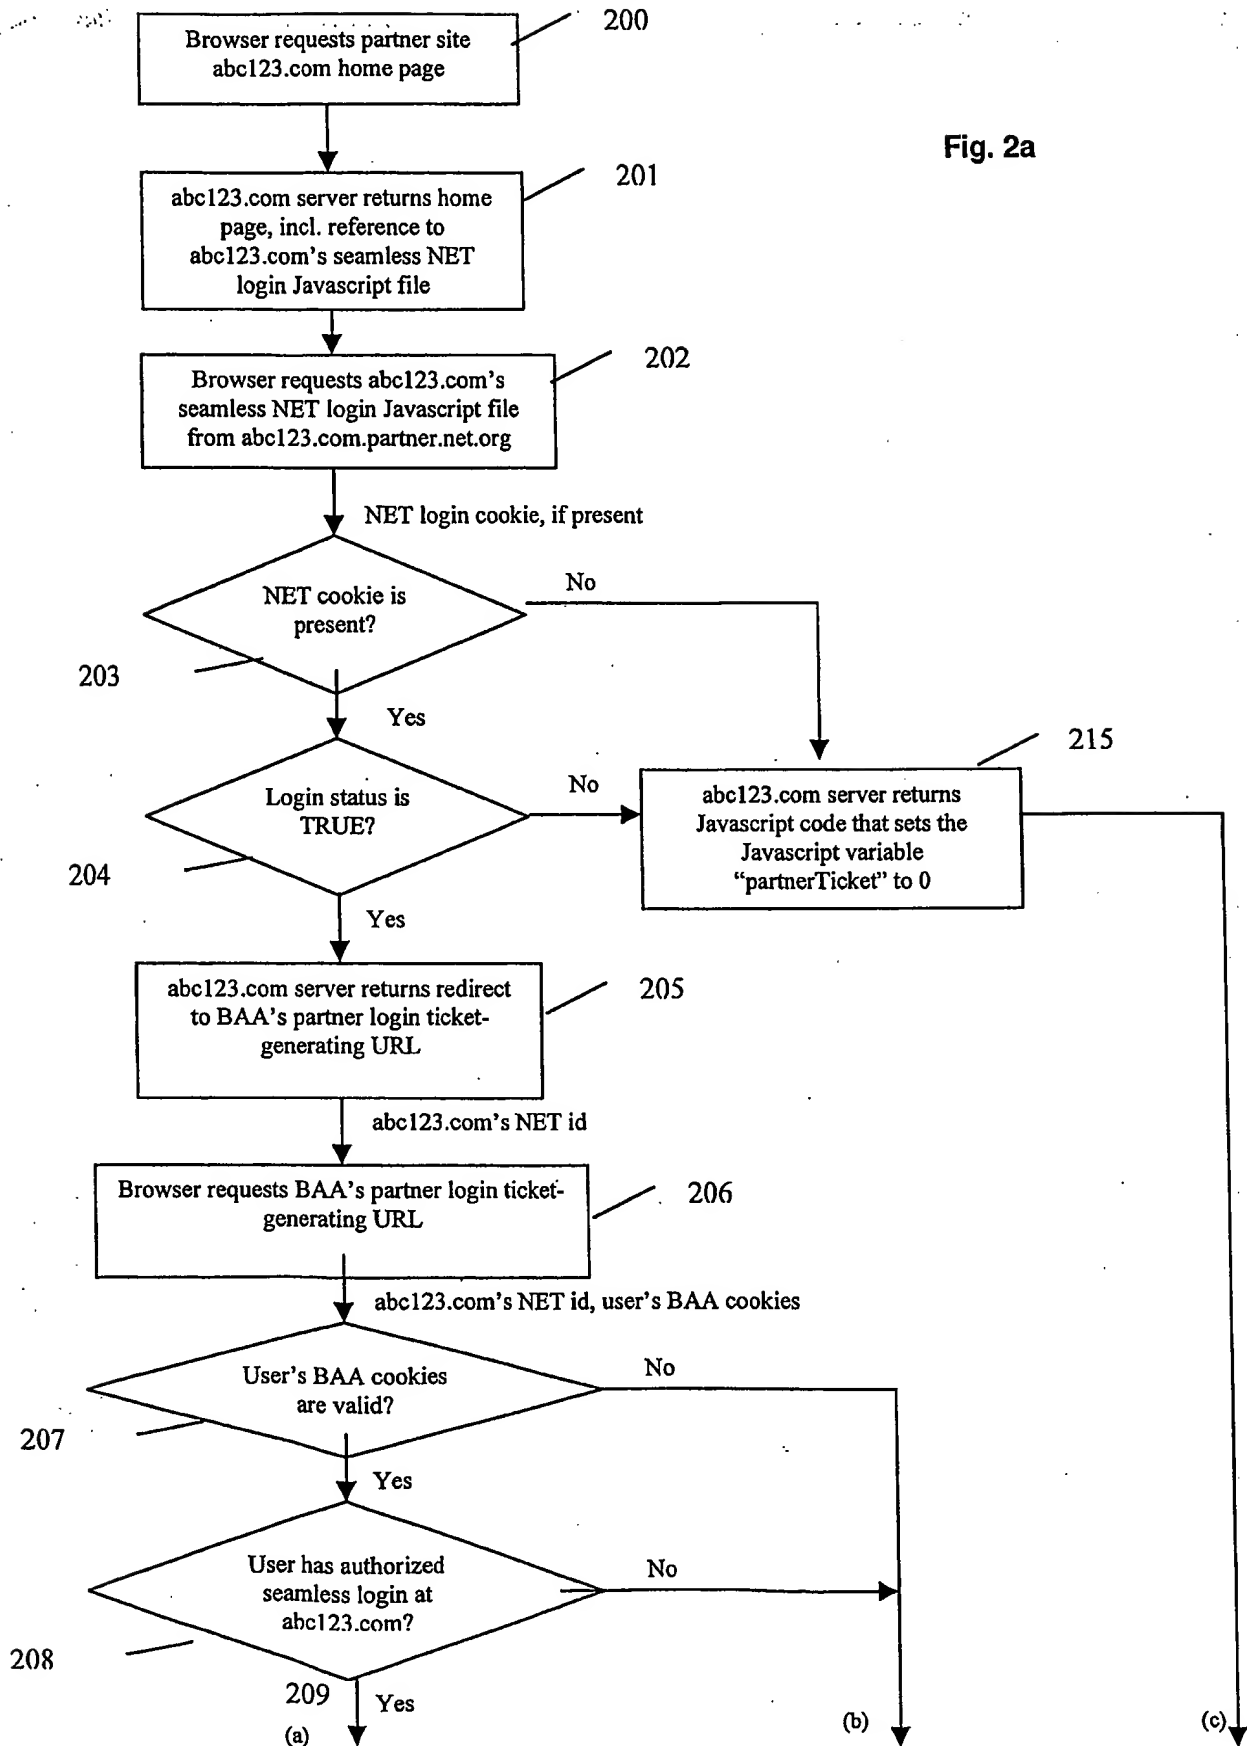 Browser requests partner site
abc123.com home page
200
Fig. 2a
abc123.com server returns home
page, incl. reference to
abc123.com's seamless NET
login Javascript file
201
Browser requests abc123.com's
seamless NET login Javascript file
from abc123.com.partner.net.org
202
NET login cookie, if present
NET cookie is
present?
No
203
Yes
Login status is
TRUE?
No
204
215
abc123.com server returns
Javascript code that sets the
Javascript variable
“partnerTicket” to 0
Yes
abc123.com server returns redirect
to BAA's partner login ticket-
generating URL
205
abc123.com's NET id
Browser requests BAA's partner login ticket-
generating URL
206
abc123.com's NET id, user's BAA cookies
User's BAA cookies
are valid?
No
207
Yes
User has authorized
seamless login at
abc123.com?
No
208
209
Yes
(a)
(b)
(c)